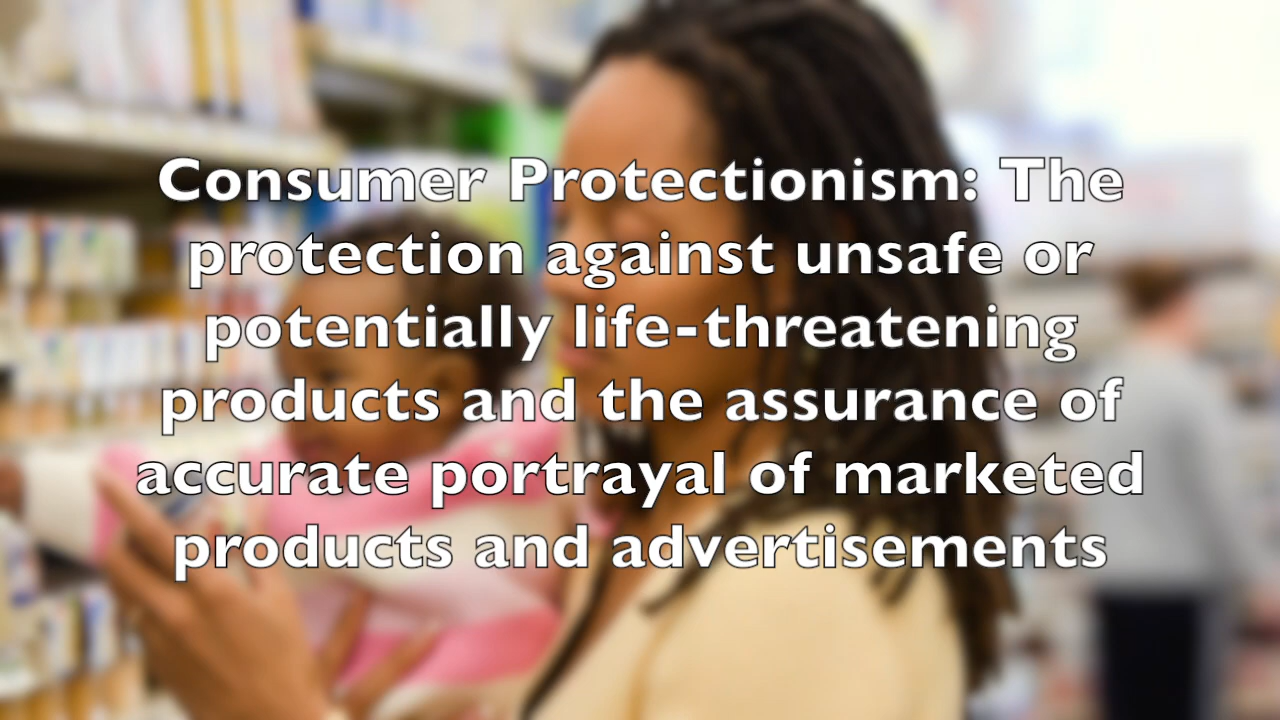 Consumer Protectionism: The
protection against unsafe or
potentially life-threatening
products and the assurance of
accurate portrayal of marketed
products and advertisements